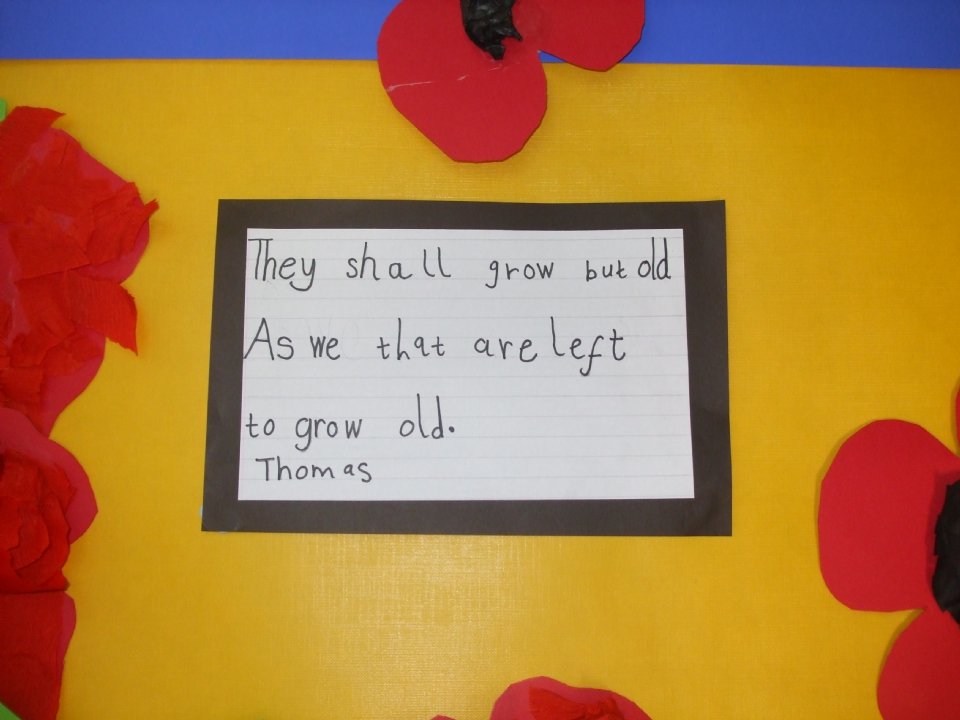 They shall grow but old
As we that are left
to grow old.
Thomas